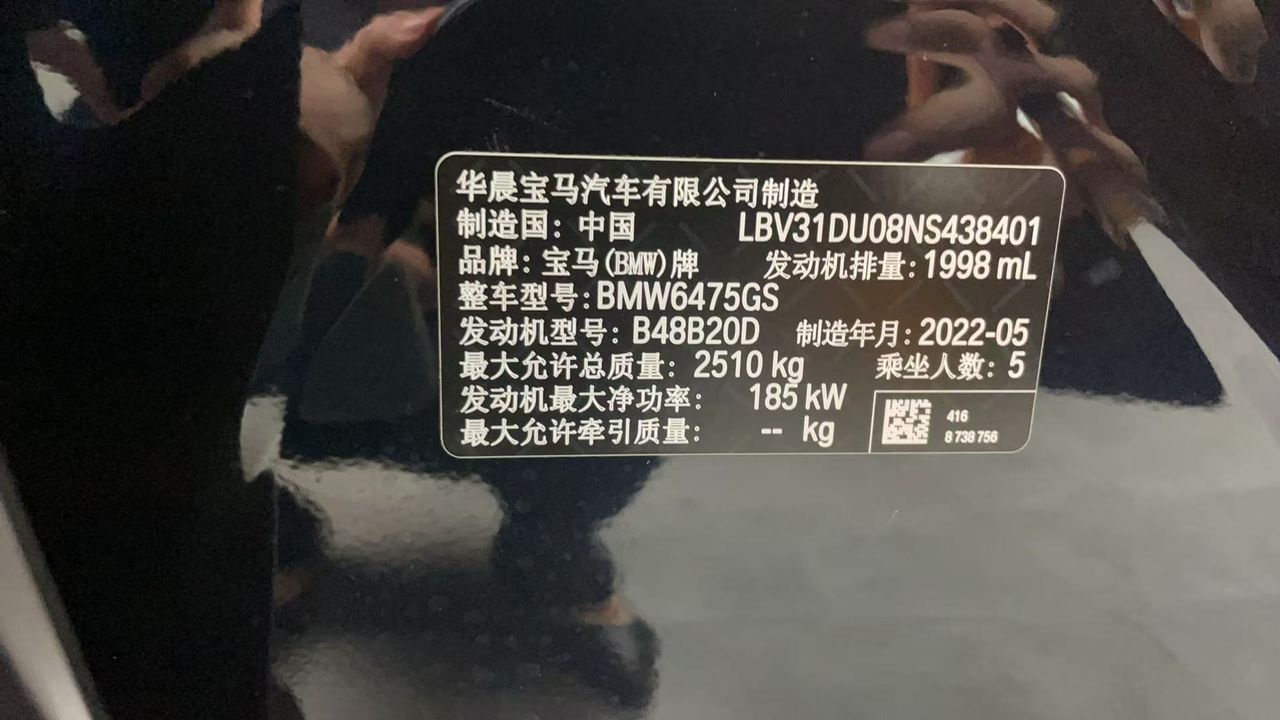 华晨宝马汽车有限公司制造
制造国：中国 LBV31DU08NS438401
品牌：宝马(BMW)牌 发动机排量：1998 mL
整车型号：BMW6475GS
发动机型号：B48B20D 制造年月：2022-05
最大允许总质量：2510 kg 乘坐人数：5
发动机最大净功率：185 kW
最大允许牵引质量：-- kg
416
8 738 756